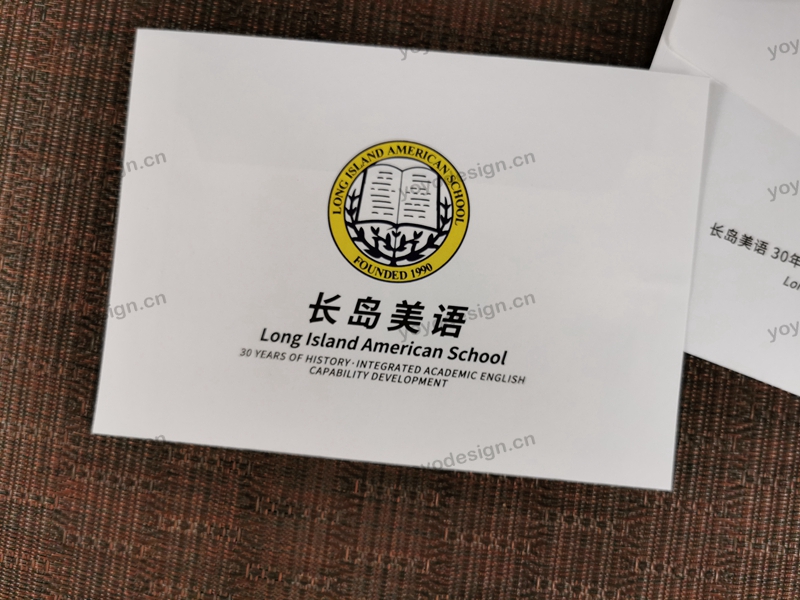 LONG ISLAND AMERICAN SCHOOL
FOUNDED 1990
长岛美语
Long Island American School
30 YEARS OF HISTORY·INTEGRATED ACADEMIC ENGLISH
CAPABILITY DEVELOPMENT
长岛美语 30年
yoyodesign.cn